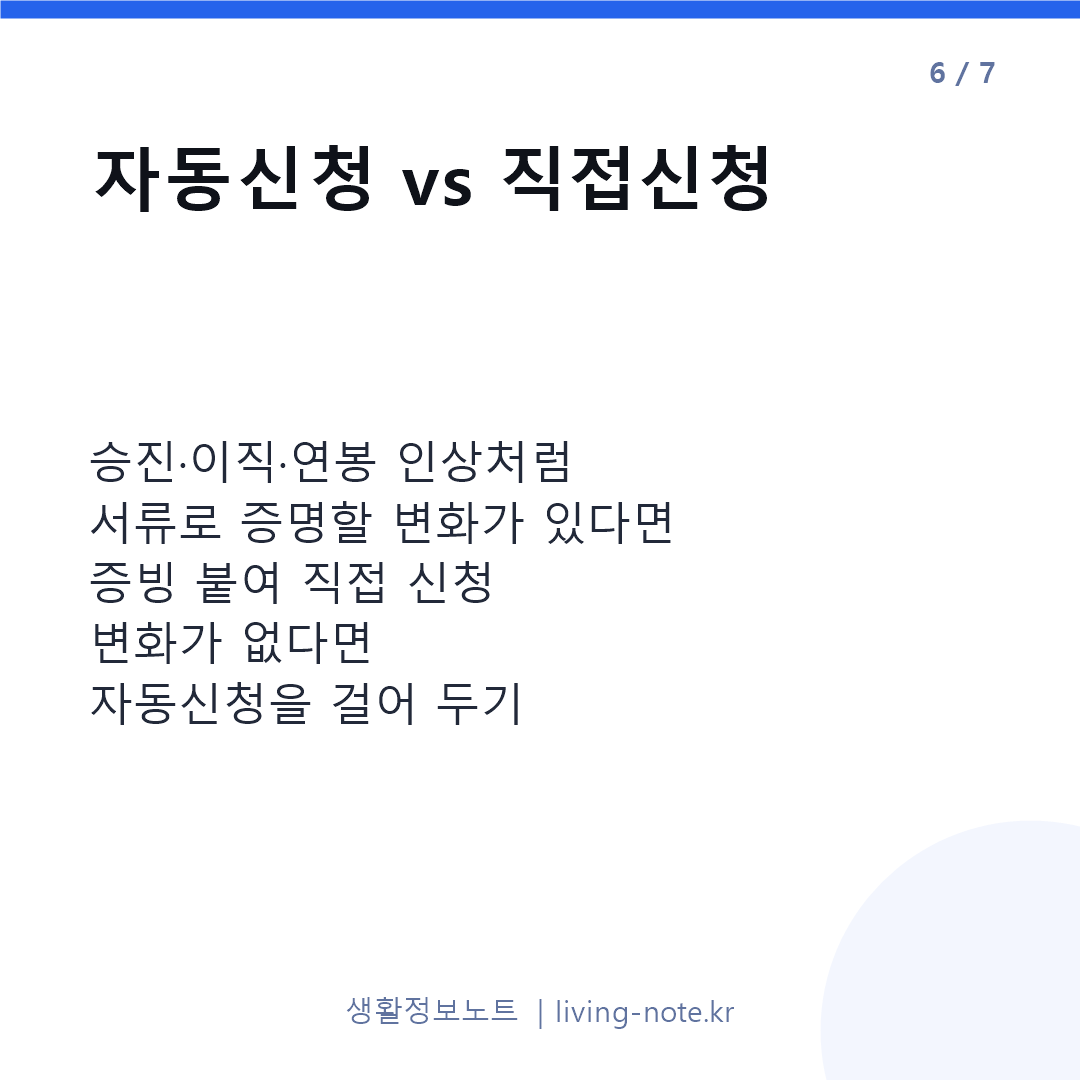 6 / 7
자동신청 vs 직접신청
승진·이직·연봉 인상처럼
서류로 증명할 변화가 있다면
증빙 붙여 직접 신청
변화가 없다면
자동신청을 걸어 두기
생활정보노트 | living-note.kr